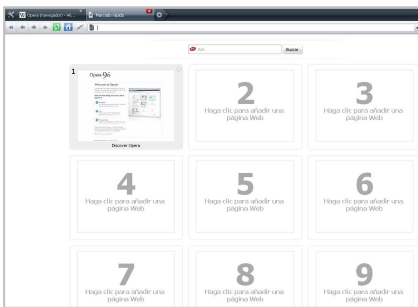 Opera (navegador) - Wi...
Marcado rápido
Ask
Buscar
1
Opera 9.6
Welcome to Opera!
Discover Opera
2
Haga clic para añadir una
página Web
3
Haga clic para añadir una
página Web
4
Haga clic para añadir una
página Web
5
Haga clic para añadir una
página Web
6
Haga clic para añadir una
página Web
7
Haga clic para añadir una
página Web
8
Haga clic para añadir una
página Web
9
Haga clic para añadir una
página Web